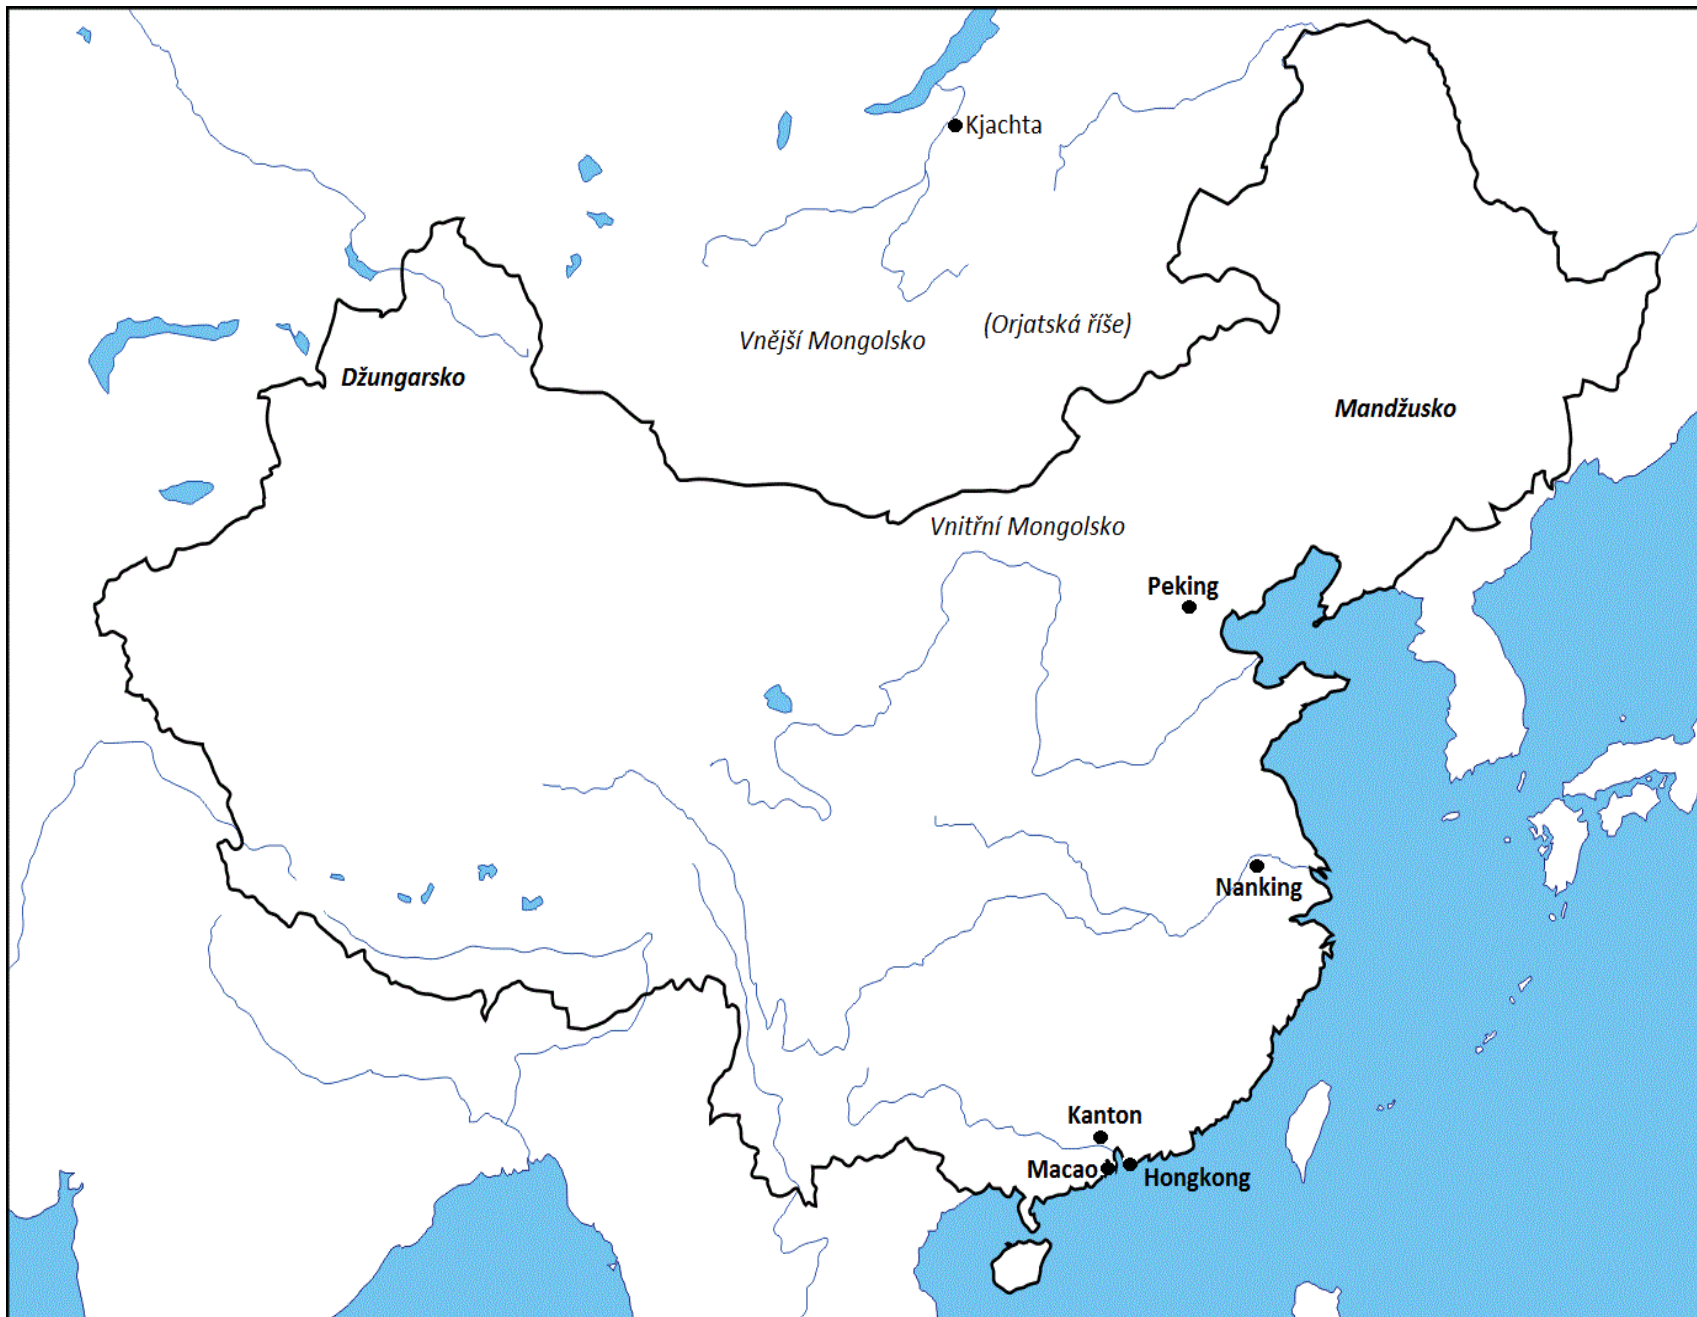 Kjachta
(Orjatská říše)
Vnější Mongolsko
Džungarsko
Mandžusko
Vnitřní Mongolsko
Peking
Nanking
Kanton
Macao
Hongkong